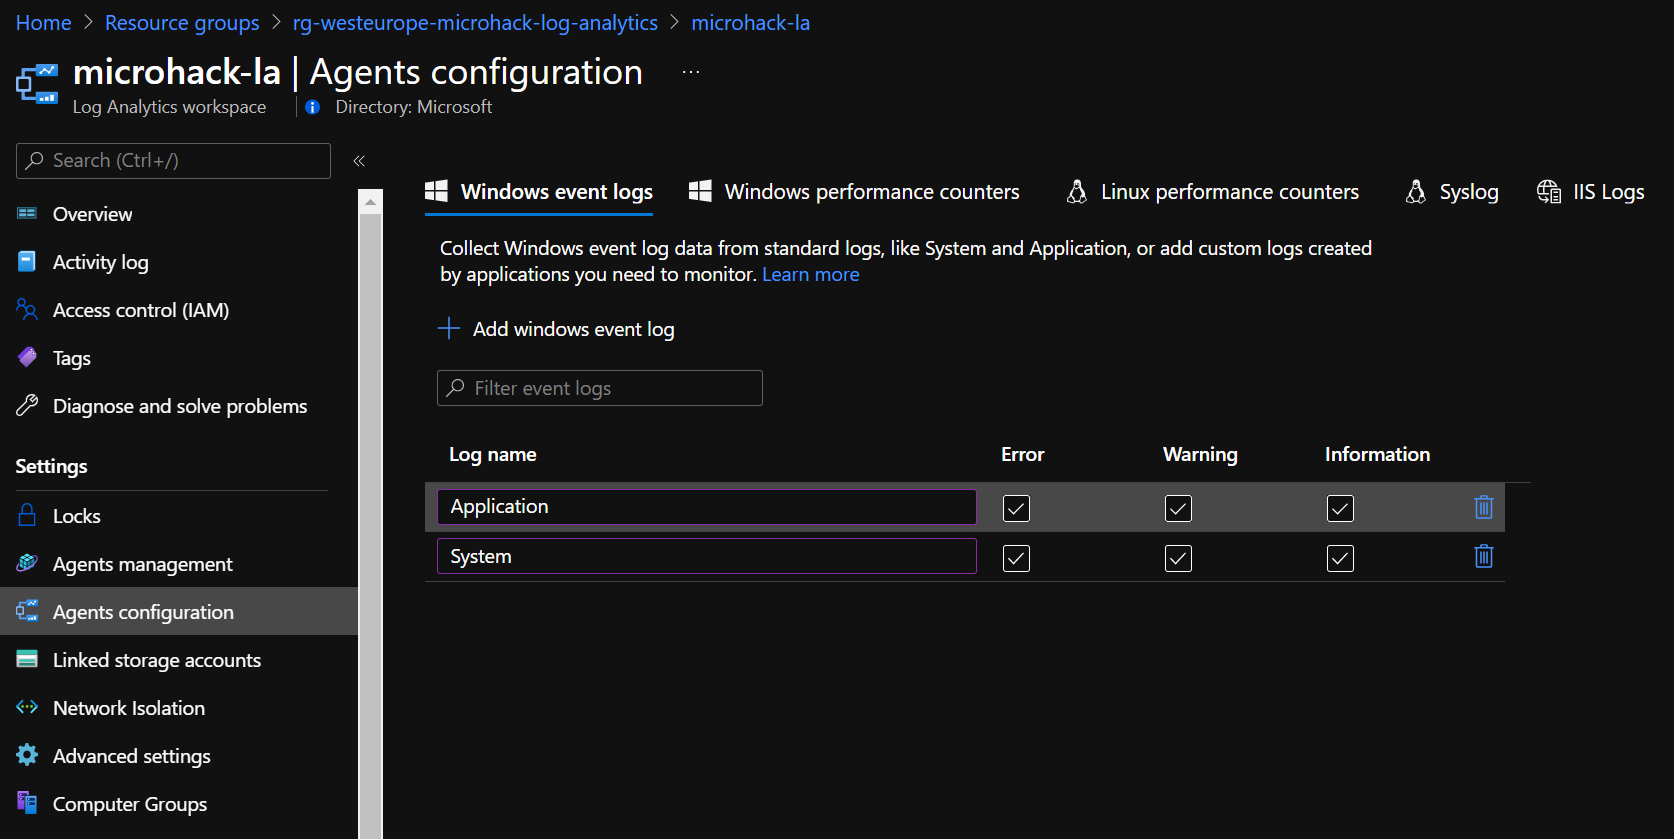 Home > Resource groups > rg-westeurope-microhack-log-analytics > microhack-la
microhack-la | Agents configuration ...
Log Analytics workspace | Directory: Microsoft
Search (Ctrl+/)
«
Overview
Activity log
Access control (IAM)
Tags
Diagnose and solve problems
Settings
Locks
Agents management
Agents configuration
Linked storage accounts
Network Isolation
Advanced settings
Computer Groups
Windows event logs Windows performance counters Linux performance counters Syslog IIS Logs
Collect Windows event log data from standard logs, like System and Application, or add custom logs created
by applications you need to monitor. Learn more
+ Add windows event log
Filter event logs
Log name Error Warning Information
Application
System